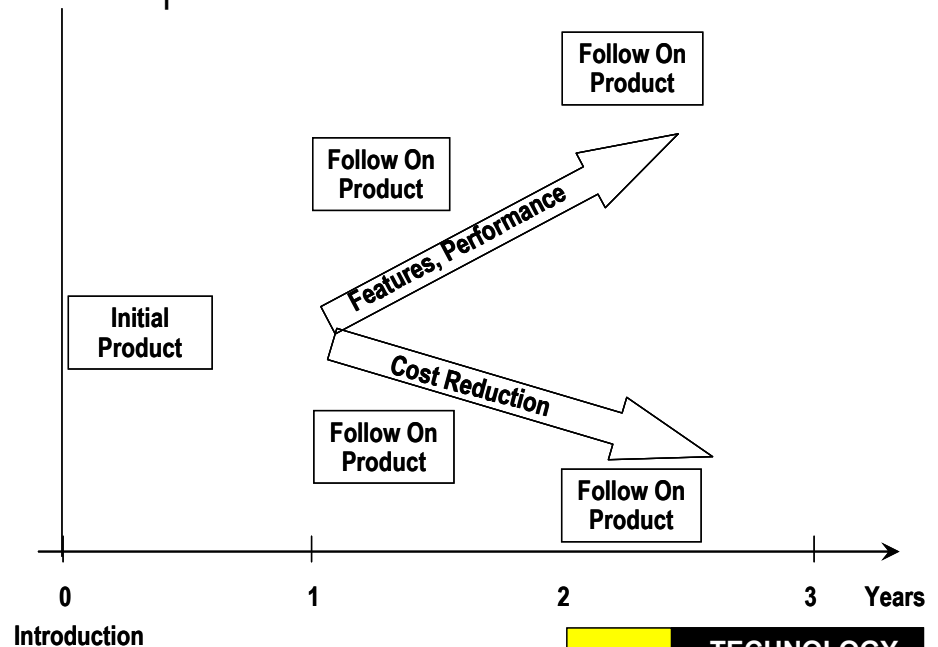 Follow On
Product
Follow On
Product
Features, Performance
Initial
Product
Cost Reduction
Follow On
Product
Follow On
Product
0
1
2
3
Years
Introduction
TECHNOLOGY